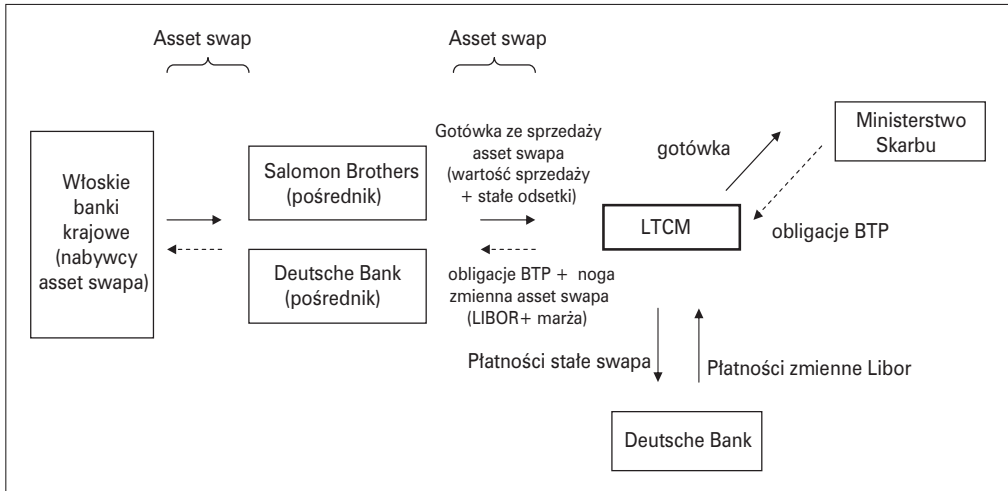 Asset swap
Asset swap
Włoskie
banki
krajowe
(nabywcy
asset swapa)
Salomon Brothers
(pośrednik)
Deutsche Bank
(pośrednik)
Gotówka ze sprzedaży
asset swapa
(wartość sprzedaży
+ stałe odsetki)
obligacje BTP + noga
zmienna asset swapa
(LIBOR+ marża)
LTCM
gotówka
Ministerstwo
Skarbu
obligacje BTP
Płatności stałe swapa
Płatności zmienne Libor
Deutsche Bank